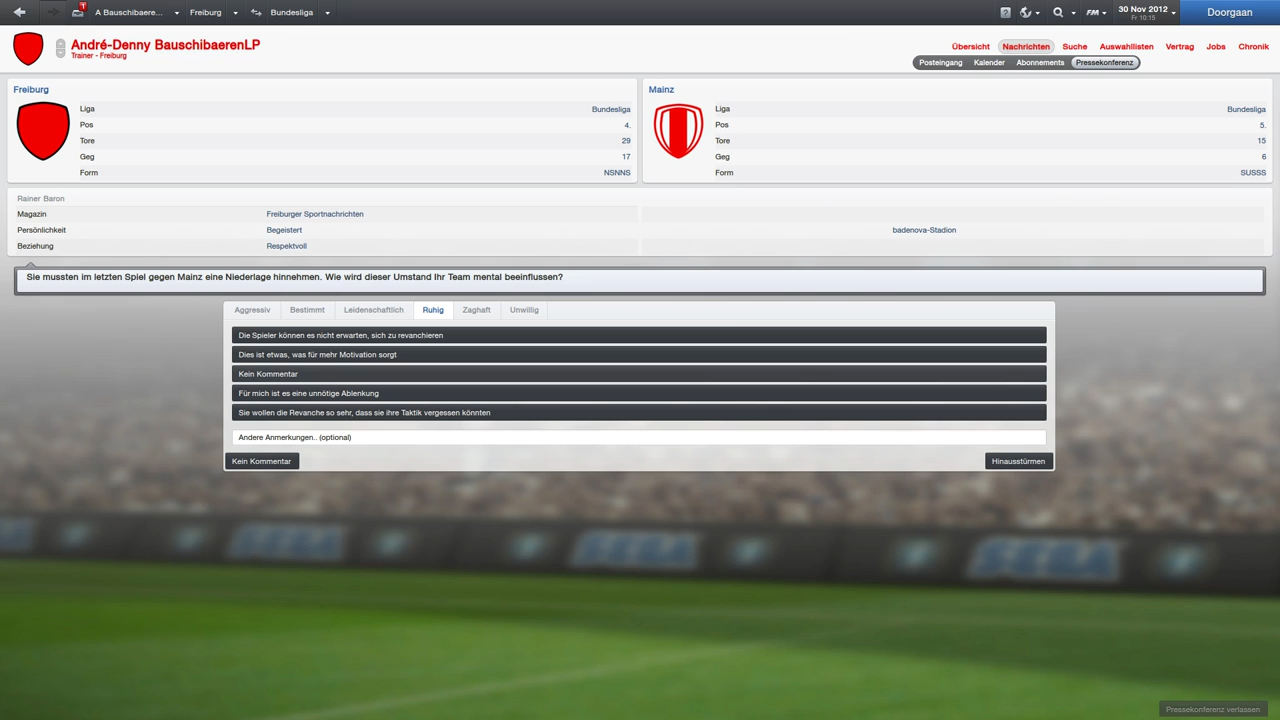 A Bauschibaere...
Freiburg
Bundesliga
FM
30 Nov 2012
Fr 10:15
Doorgaan
1
André-Denny BauschibaerenLP
Trainer - Freiburg
Übersicht
Nachrichten
Suche
Auswahllisten
Vertrag
Jobs
Chronik
Posteingang
Kalender
Abonnements
Pressekonferenz
Freiburg
Liga Bundesliga
Pos 4.
Tore 29
Geg 17
Form NSNNS
Mainz
Liga Bundesliga
Pos 5.
Tore 15
Geg 6
Form SUSSS
Rainer Baron
Magazin Freiburger Sportnachrichten
Persönlichkeit Begeistert
badenova-Stadion
Beziehung Respektvoll
Sie mussten im letzten Spiel gegen Mainz eine Niederlage hinnehmen. Wie wird dieser Umstand Ihr Team mental beeinflussen?
Aggressiv
Bestimmt
Leidenschaftlich
Ruhig
Zaghaft
Unwillig
Die Spieler können es nicht erwarten, sich zu revanchieren
Dies ist etwas, was für mehr Motivation sorgt
Kein Kommentar
Für mich ist es eine unnötige Ablenkung
Sie wollen die Revanche so sehr, dass sie ihre Taktik vergessen könnten
Andere Anmerkungen.. (optional)
Kein Kommentar
Hinausstürmen
SEGA
SEGA
SEGA
Pressekonferenz verlassen